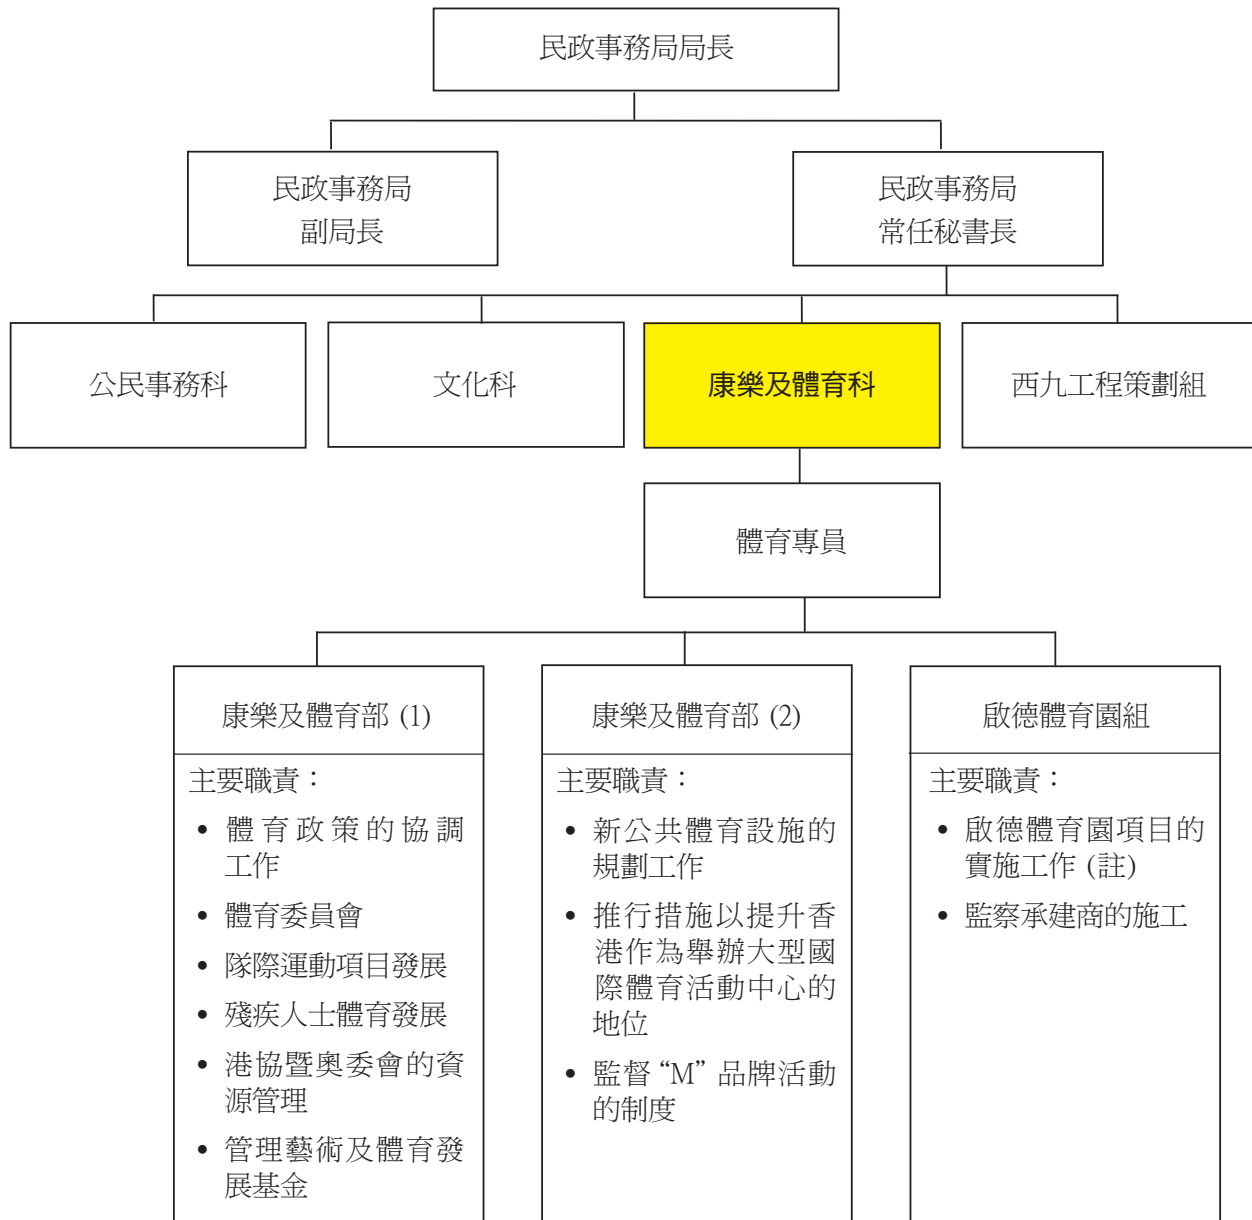 民政事務局局長
民政事務局
副局長
民政事務局
常任秘書長
公民事務科
文化科
康樂及體育科
西九工程策劃組
體育專員
康樂及體育部 (1)
主要職責：
• 體育政策的協調
工作
• 體育委員會
• 隊際運動項目發展
• 殘疾人士體育發展
• 港協暨奧委會的資
源管理
• 管理藝術及體育發
展基金
康樂及體育部 (2)
主要職責：
• 新公共體育設施的
規劃工作
• 推行措施以提升香
港作為舉辦大型國
際體育活動中心的
地位
• 監督 “M” 品牌活動
的制度
啟德體育園組
主要職責：
• 啟德體育園項目的
實施工作 (註)
• 監察承建商的施工